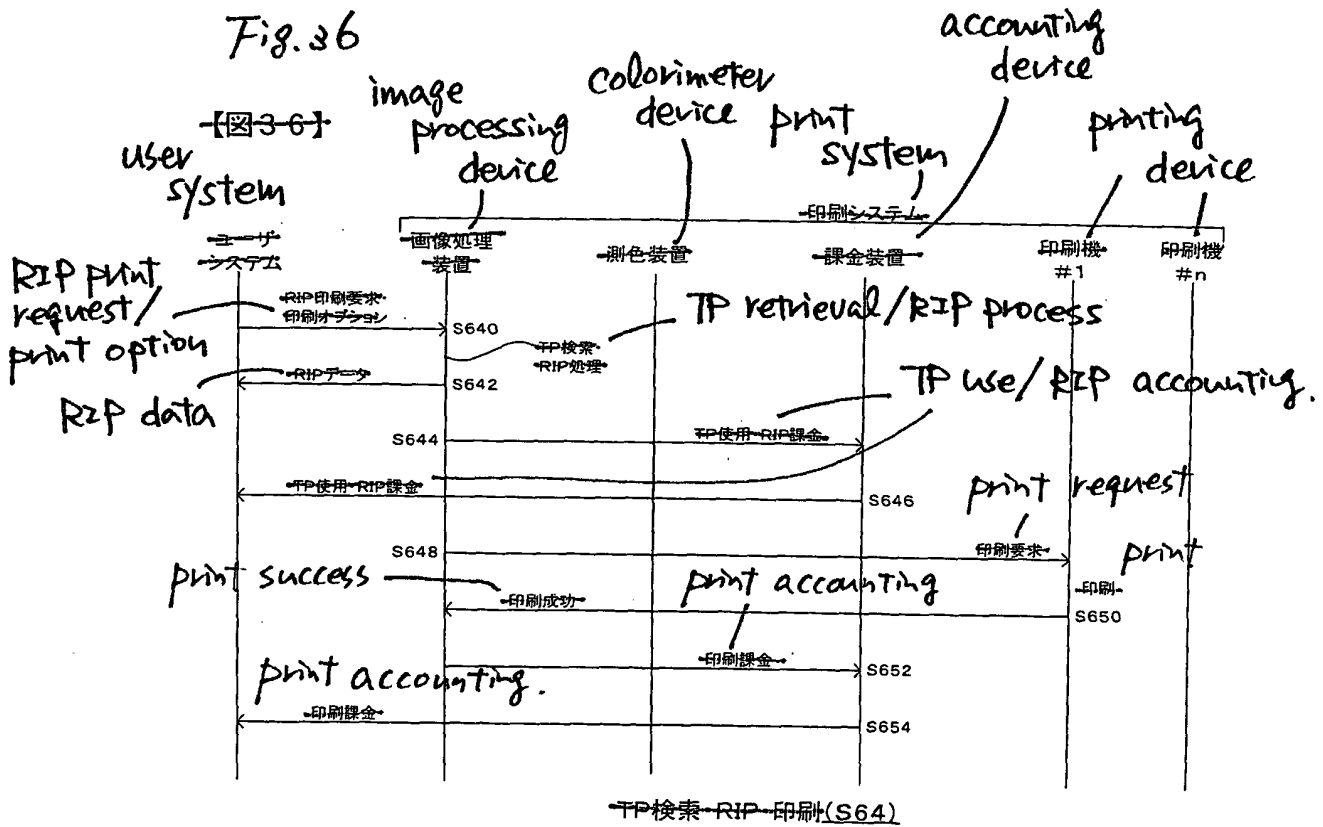 Fig. 36
【図36】
user
system
image
processing
device
colorimeter
device
print
system
accounting
device
printing
device
印刷システム
ユーザ
システム
画像処理
装置
測色装置
課金装置
印刷機
#1
印刷機
#n
RIP print
request/
print option
RIP印刷要求
印刷オプション
S640
TP検索
RIP処理
TP retrieval/RIP process
RIPデータ
S642
RIP data
TP use/RIP accounting.
S644
TP使用・RIP課金
TP使用・RIP課金
S646
print request
S648
印刷要求
print
print success
印刷成功
print accounting
印刷
S650
印刷課金
S652
print accounting.
印刷課金
S654
TP検索・RIP・印刷(S64)